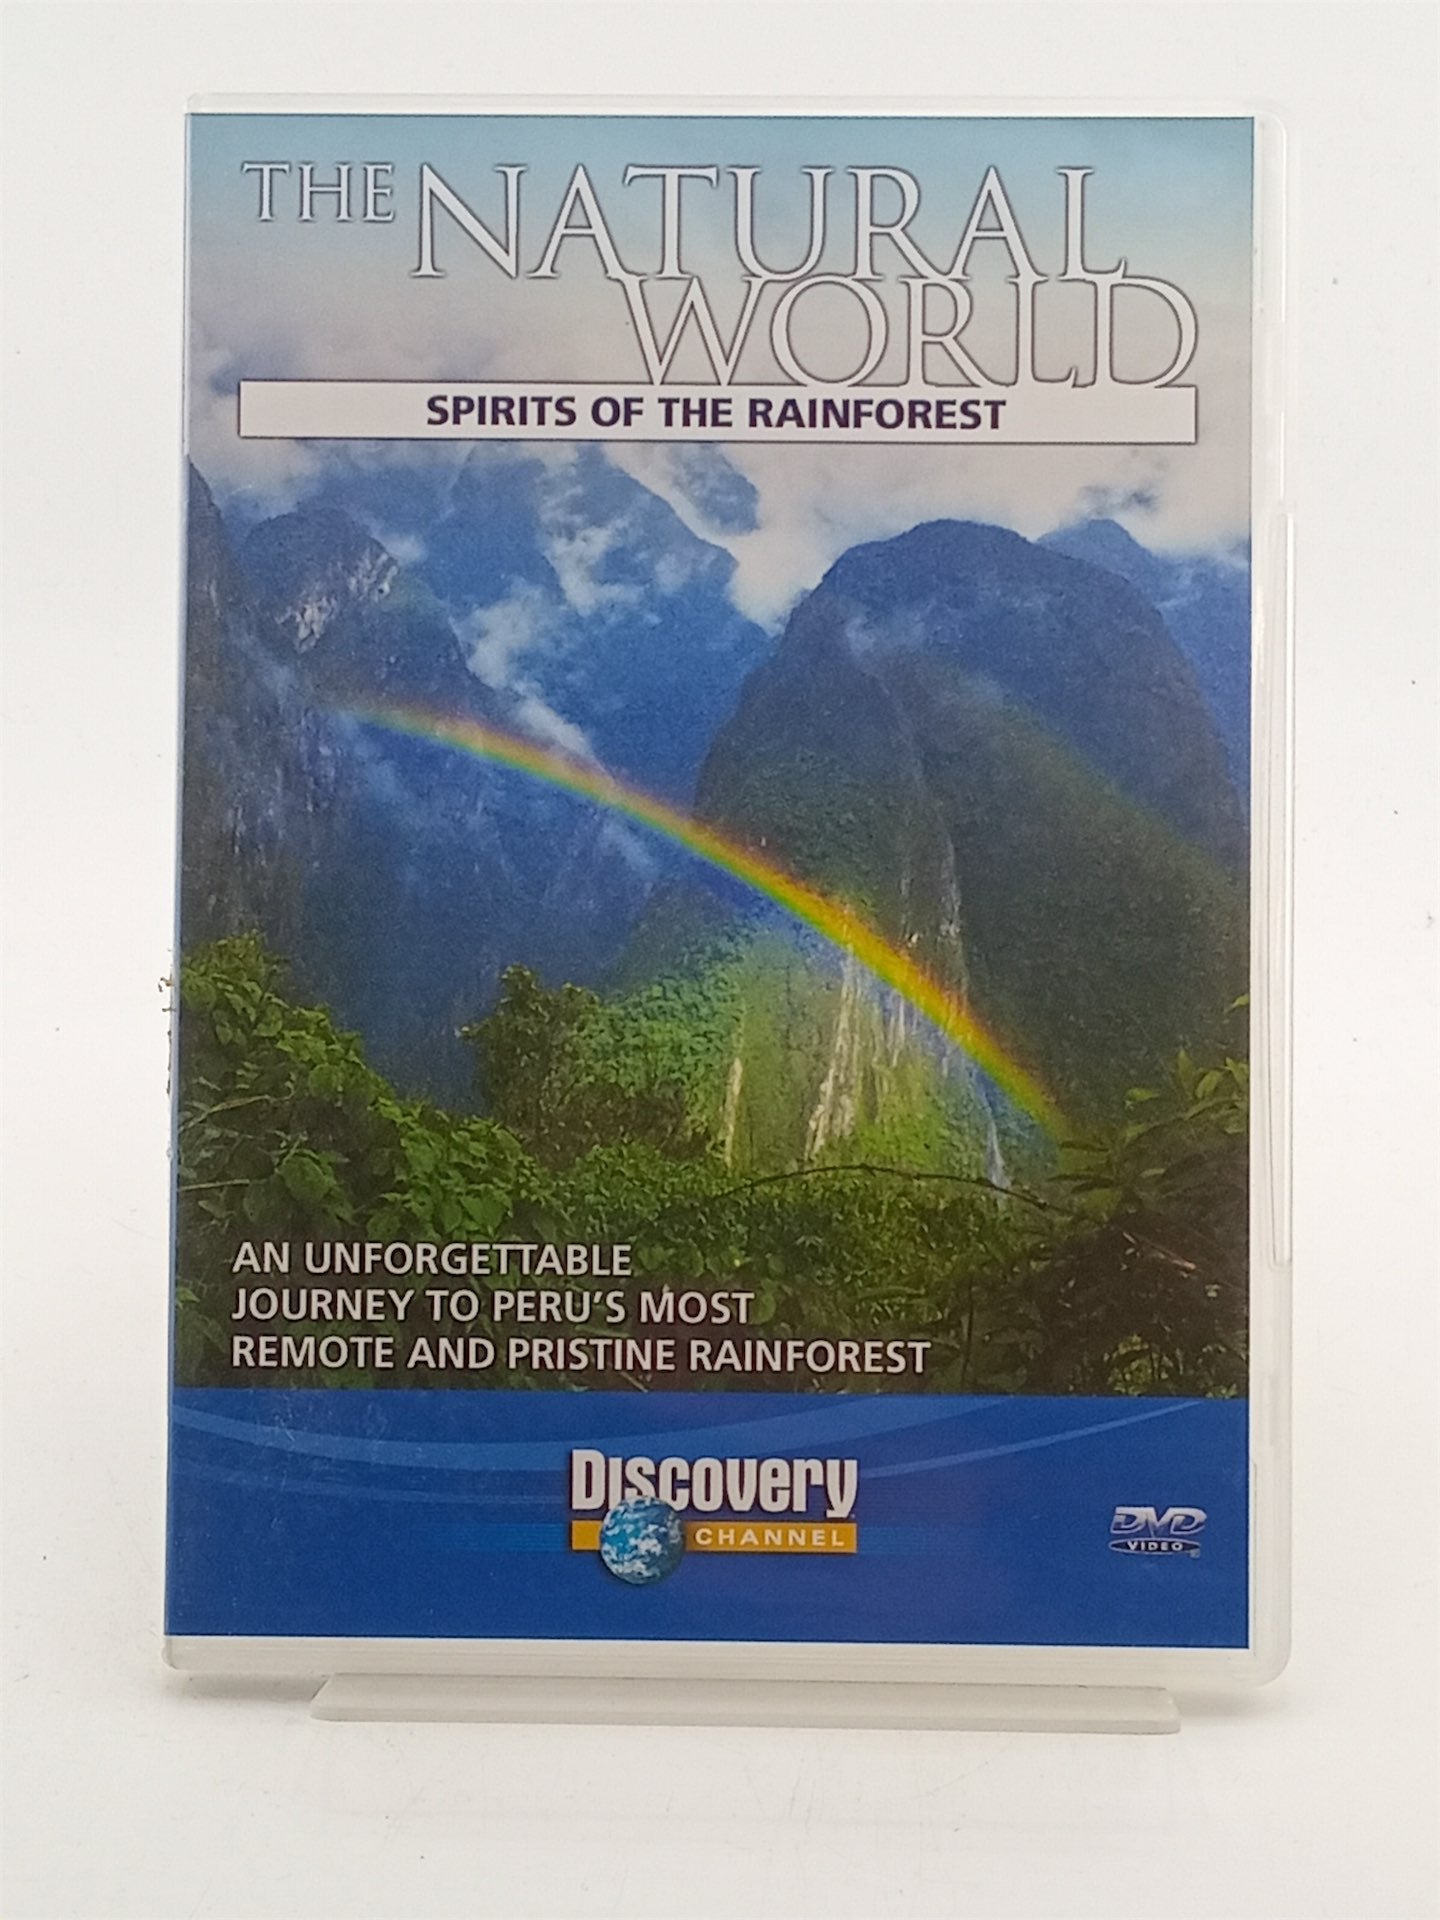 THE NATURAL
WORLD
SPIRITS OF THE RAINFOREST
AN UNFORGETTABLE
JOURNEY TO PERU'S MOST
REMOTE AND PRISTINE RAINFOREST
Discovery
CHANNEL
DVD
VIDEO